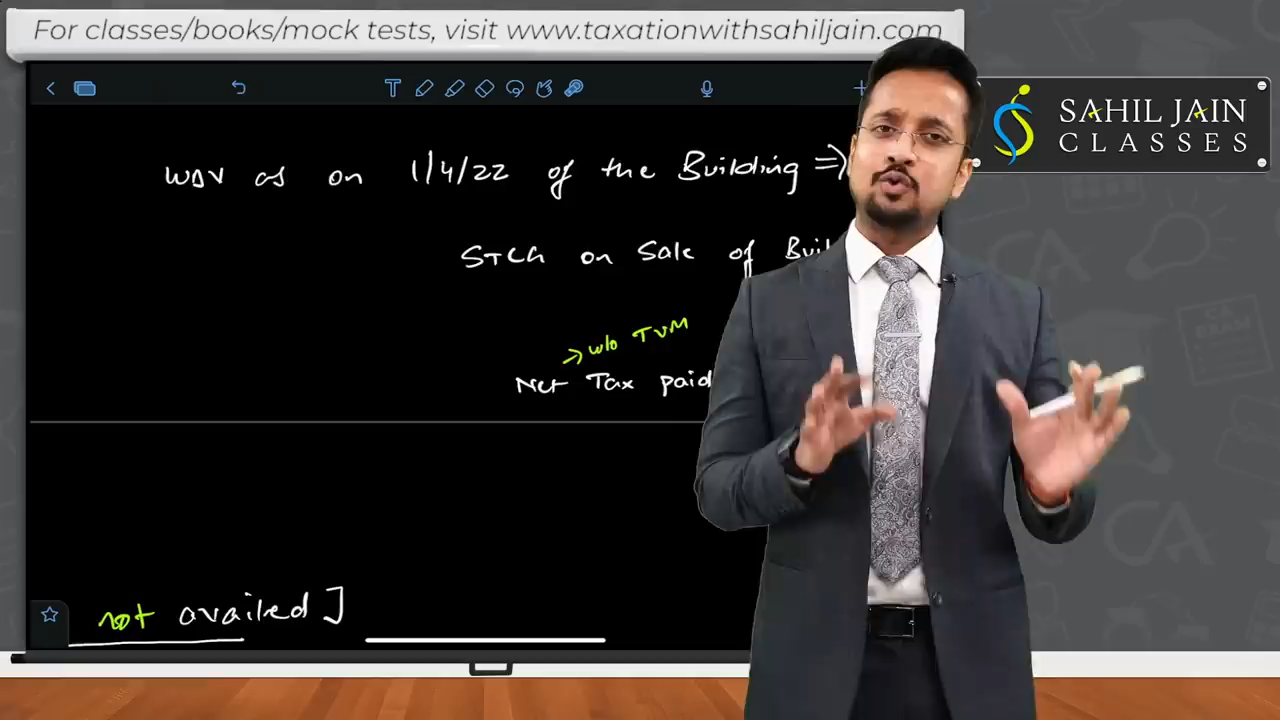 For classes/books/mock tests, visit www.taxationwithsahiljain.com
SAHIL JAIN
CLASSES
WDV as on 1/4/22 of the Building =>
STCG on Sale of
-> w/o TVM
Net Tax paid
not availed ]